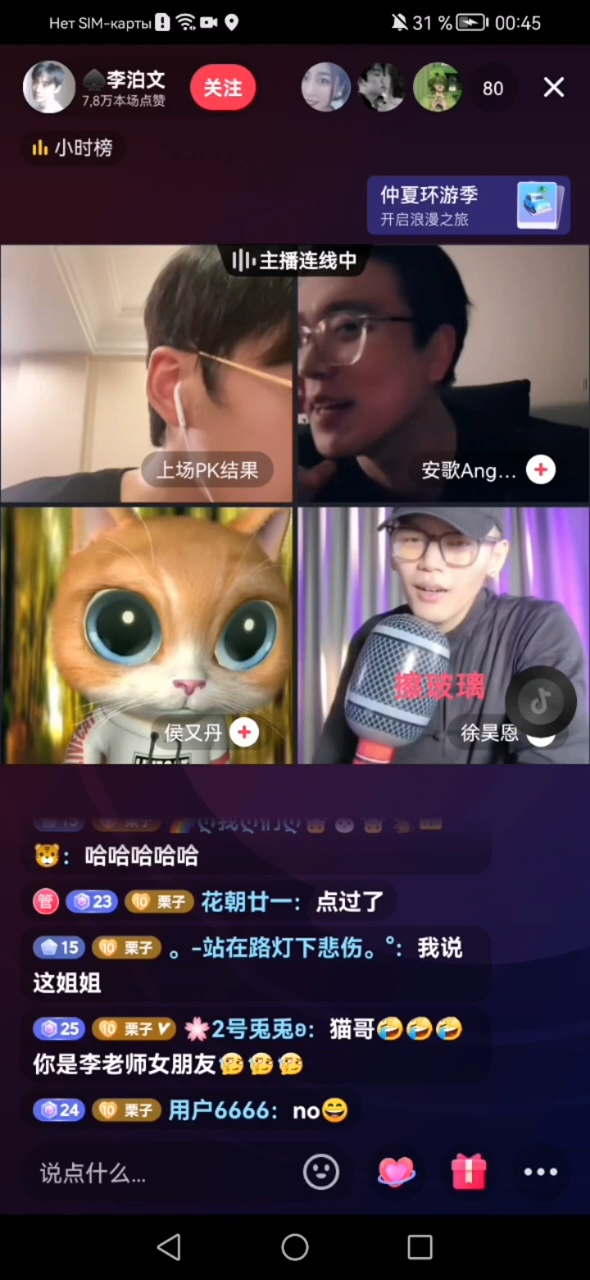 Нет SIM-карты
31 %
00:45
♠李泊文
7,8万本场点赞
关注
80
小时榜
仲夏环游季
开启浪漫之旅
主播连线中
上场PK结果
安歌Ang...
擦玻璃
侯又丹
徐昊恩
🐯：哈哈哈哈哈
管 23 10 栗子 花朝廿一：点过了
15 10 栗子 。-站在路灯下悲伤。°：我说
这姐姐
25 10 栗子 V 🌸2号兎兎ʚ：猫哥🤣🤣🤣
你是李老师女朋友🫢🫢🫢
24 10 栗子 用户6666：no😄
说点什么...